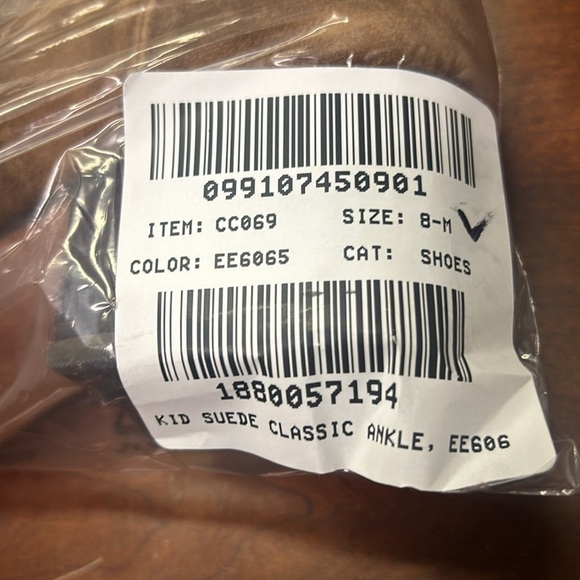 099107450901
ITEM: CC069 SIZE: 8-M
COLOR: EE6065 CAT: SHOES
1880057194
KID SUEDE CLASSIC ANKLE, EE606